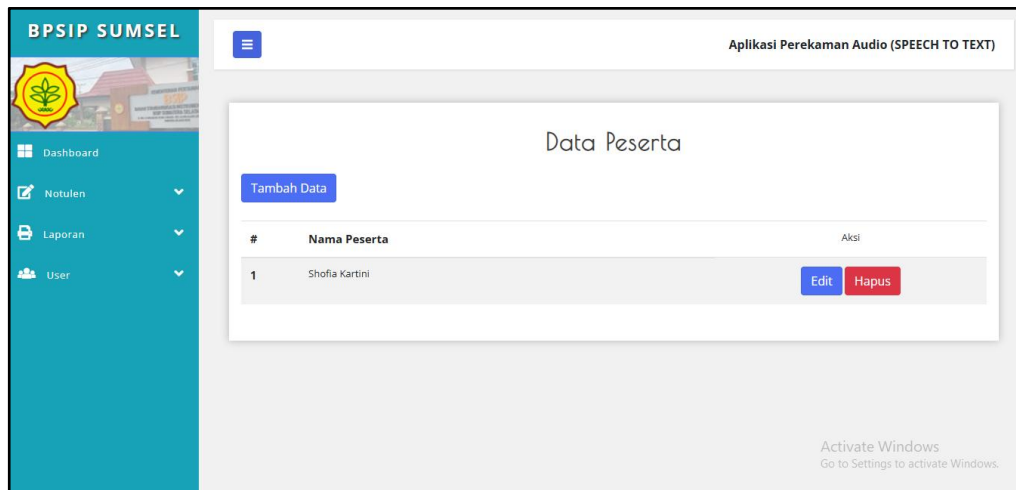 BPSIP SUMSEL
Aplikasi Perekaman Audio (SPEECH TO TEXT)
BSIP
Dashboard
Notulen
Laporan
User
Data Peserta
Tambah Data
# Nama Peserta Aksi
1 Shofia Kartini Edit Hapus
Activate Windows
Go to Settings to activate Windows.